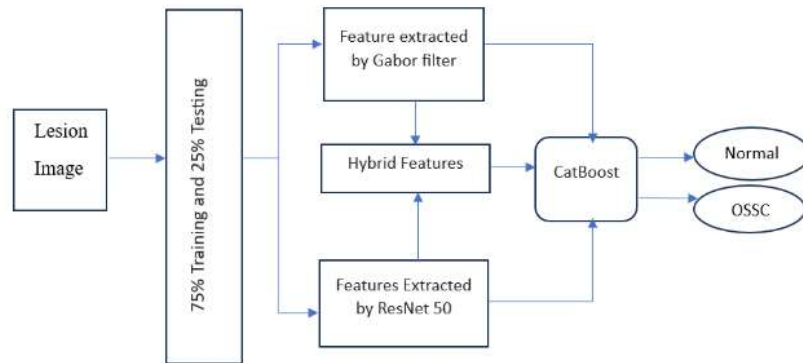 Lesion
Image
75% Training and 25% Testing
Feature extracted
by Gabor filter
Hybrid Features
Features Extracted
by ResNet 50
CatBoost
Normal
OSSC